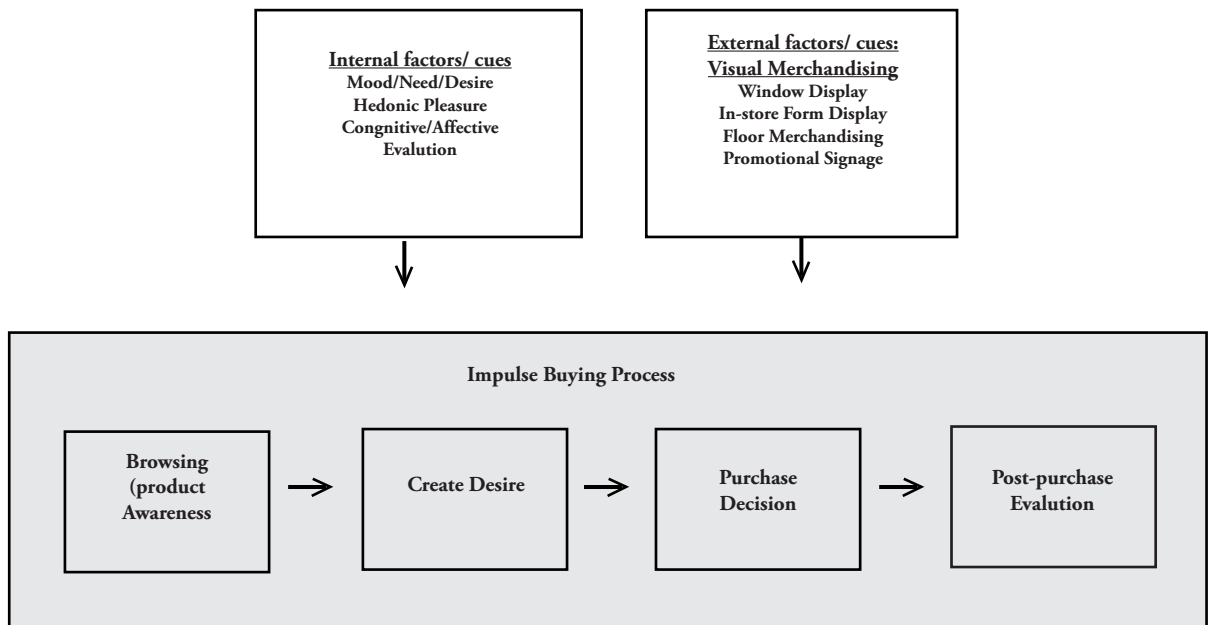 Internal factors/ cues
Mood/Need/Desire
Hedonic Pleasure
Congnitive/Affective
Evalution
External factors/ cues:
Visual Merchandising
Window Display
In-store Form Display
Floor Merchandising
Promotional Signage
Impulse Buying Process
Browsing
(product
Awareness
Create Desire
Purchase
Decision
Post-purchase
Evalution